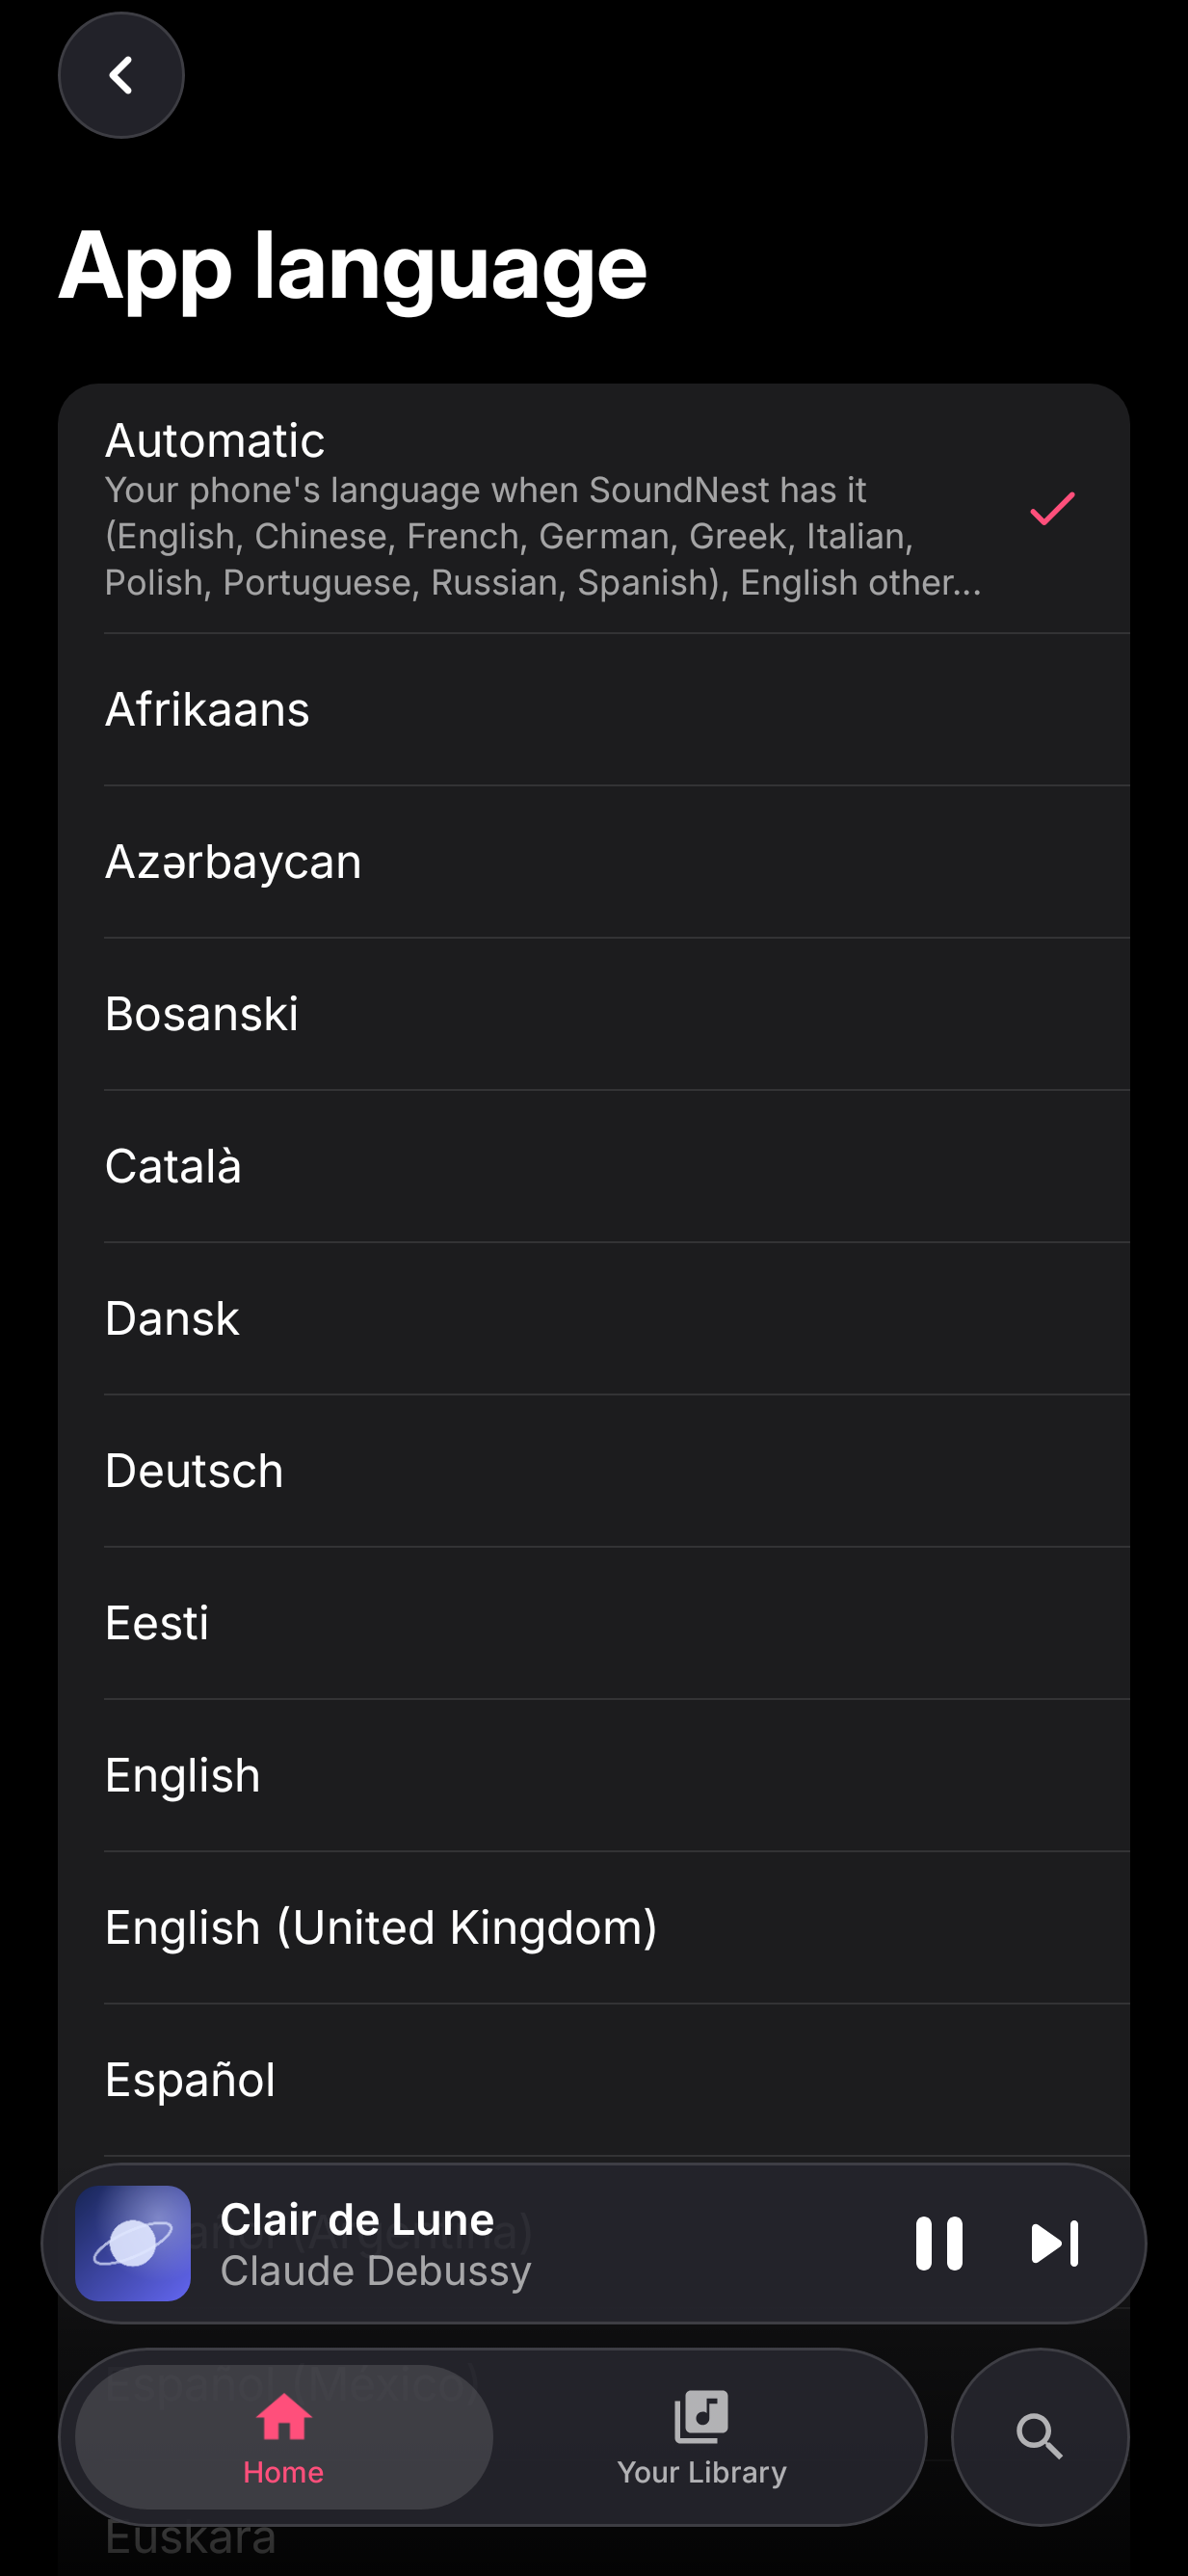 App language
Automatic
Your phone's language when SoundNest has it
(English, Chinese, French, German, Greek, Italian,
Polish, Portuguese, Russian, Spanish), English other...
Afrikaans
Azərbaycan
Bosanski
Català
Dansk
Deutsch
Eesti
English
English (United Kingdom)
Español
Clair de Lune
Claude Debussy
Español (México)
Home
Your Library
Euskara